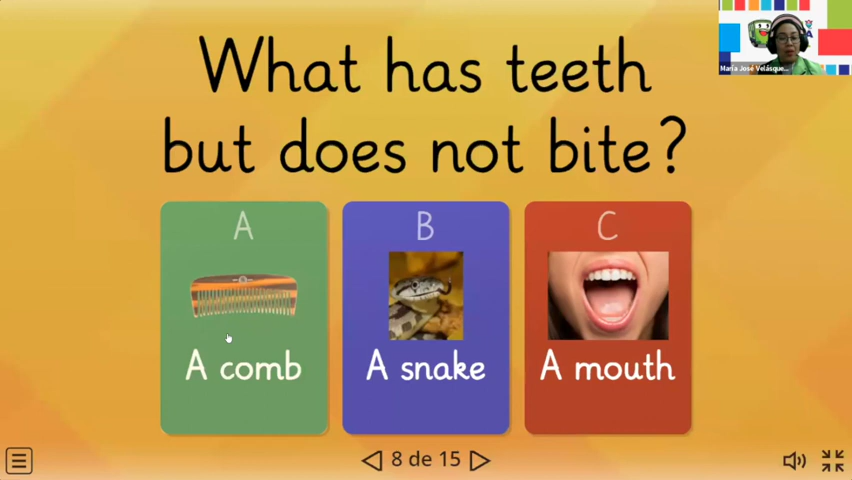 What has teeth
but does not bite?
A
B
C
A comb
A snake
A mouth
8 de 15
María José Velásque...